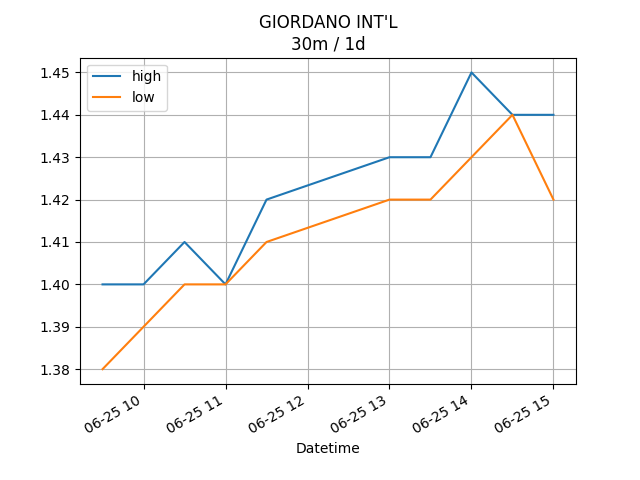 GIORDANO INT'L
30m / 1d
high
low
1.45
1.44
1.43
1.42
1.41
1.40
1.39
1.38
06-25 10
06-25 11
06-25 12
06-25 13
06-25 14
06-25 15
Datetime